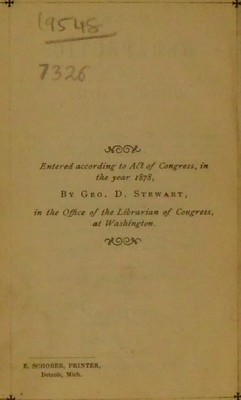 19548
7326
Entered according to Act of Congress, in
the year 1878,
By Geo. D. Stewart,
in the Office of the Librarian of Congress,
at Washington.
E. SCHOBER, PRINTER,
Detroit, Mich.